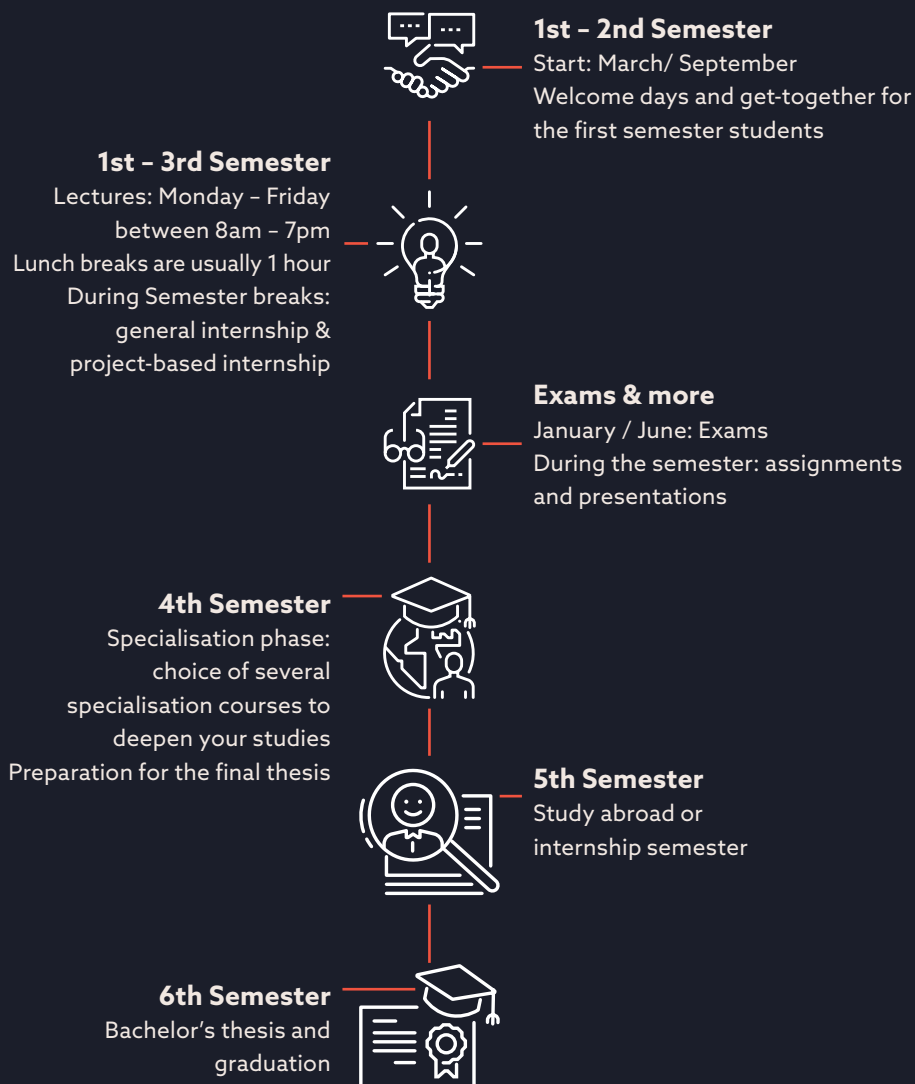 1st – 2nd Semester
Start: March/ September
Welcome days and get-together for
the first semester students
1st – 3rd Semester
Lectures: Monday – Friday
between 8am – 7pm
Lunch breaks are usually 1 hour
During Semester breaks:
general internship &
project-based internship
Exams & more
January / June: Exams
During the semester: assignments
and presentations
4th Semester
Specialisation phase:
choice of several
specialisation courses to
deepen your studies
Preparation for the final thesis
5th Semester
Study abroad or
internship semester
6th Semester
Bachelor’s thesis and
graduation